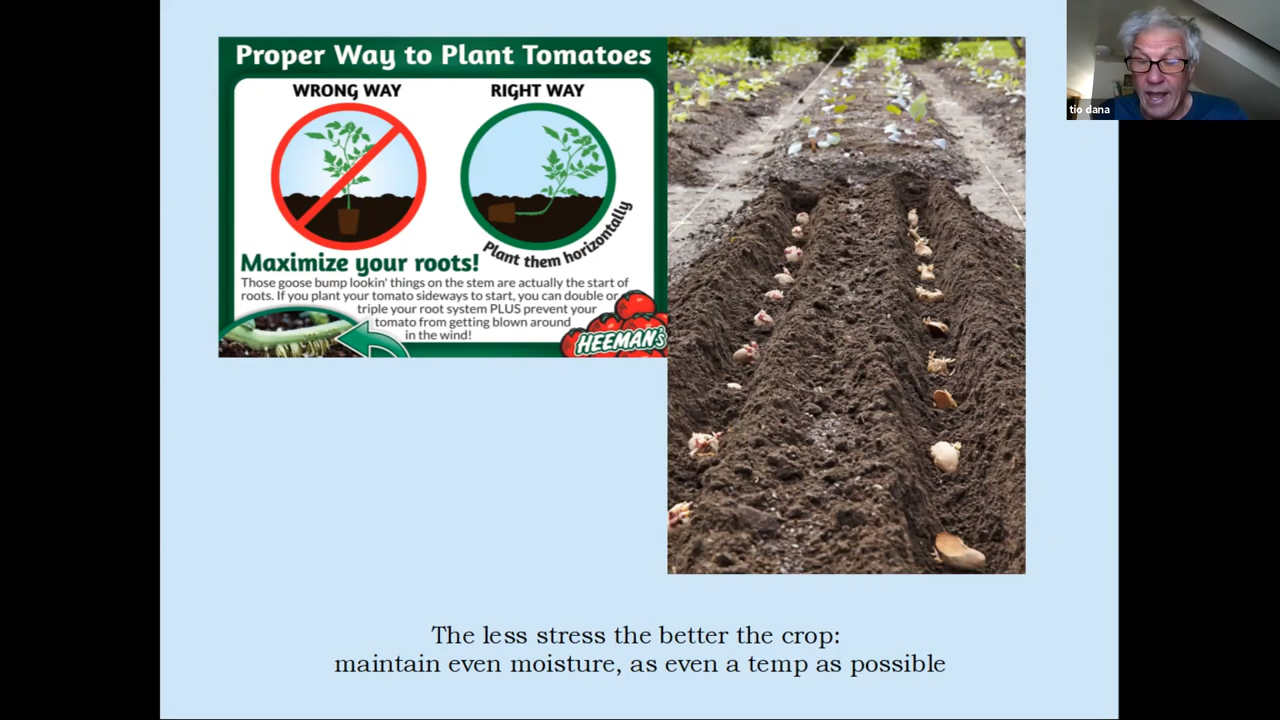 Proper Way to Plant Tomatoes
WRONG WAY
RIGHT WAY
Plant them horizontally
Maximize your roots!
Those goose bump lookin' things on the stem are actually the start of
roots. If you plant your tomato sideways to start, you can double or
triple your root system PLUS prevent your
tomato from getting blown around
in the wind!
HEEMAN'S
tio dana
The less stress the better the crop:
maintain even moisture, as even a temp as possible